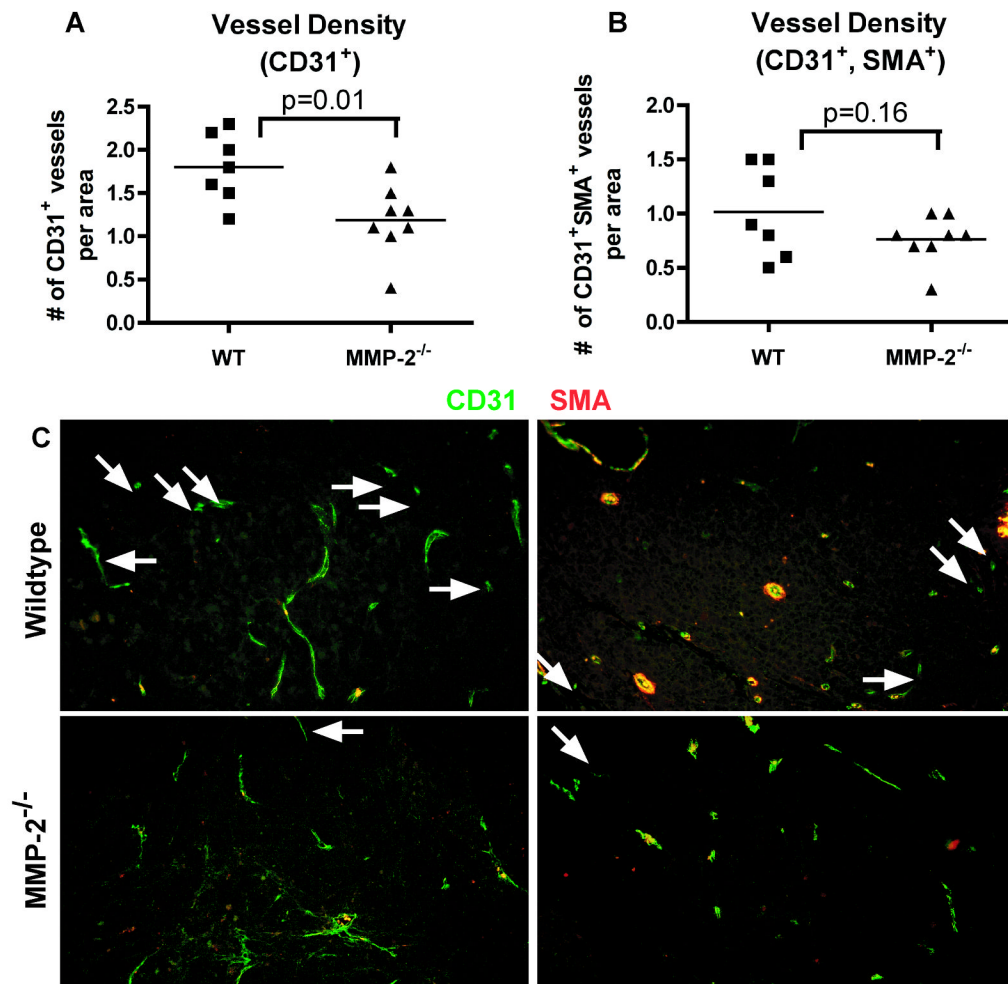 A
Vessel Density
(CD31⁺)
# of CD31⁺ vessels
per area
2.5
2.0
1.5
1.0
0.5
0.0
p=0.01
WT
MMP-2⁻/⁻
B
Vessel Density
(CD31⁺, SMA⁺)
# of CD31⁺SMA⁺ vessels
per area
2.0
1.5
1.0
0.5
0.0
p=0.16
WT
MMP-2⁻/⁻
CD31 SMA
C
Wildtype
MMP-2⁻/⁻